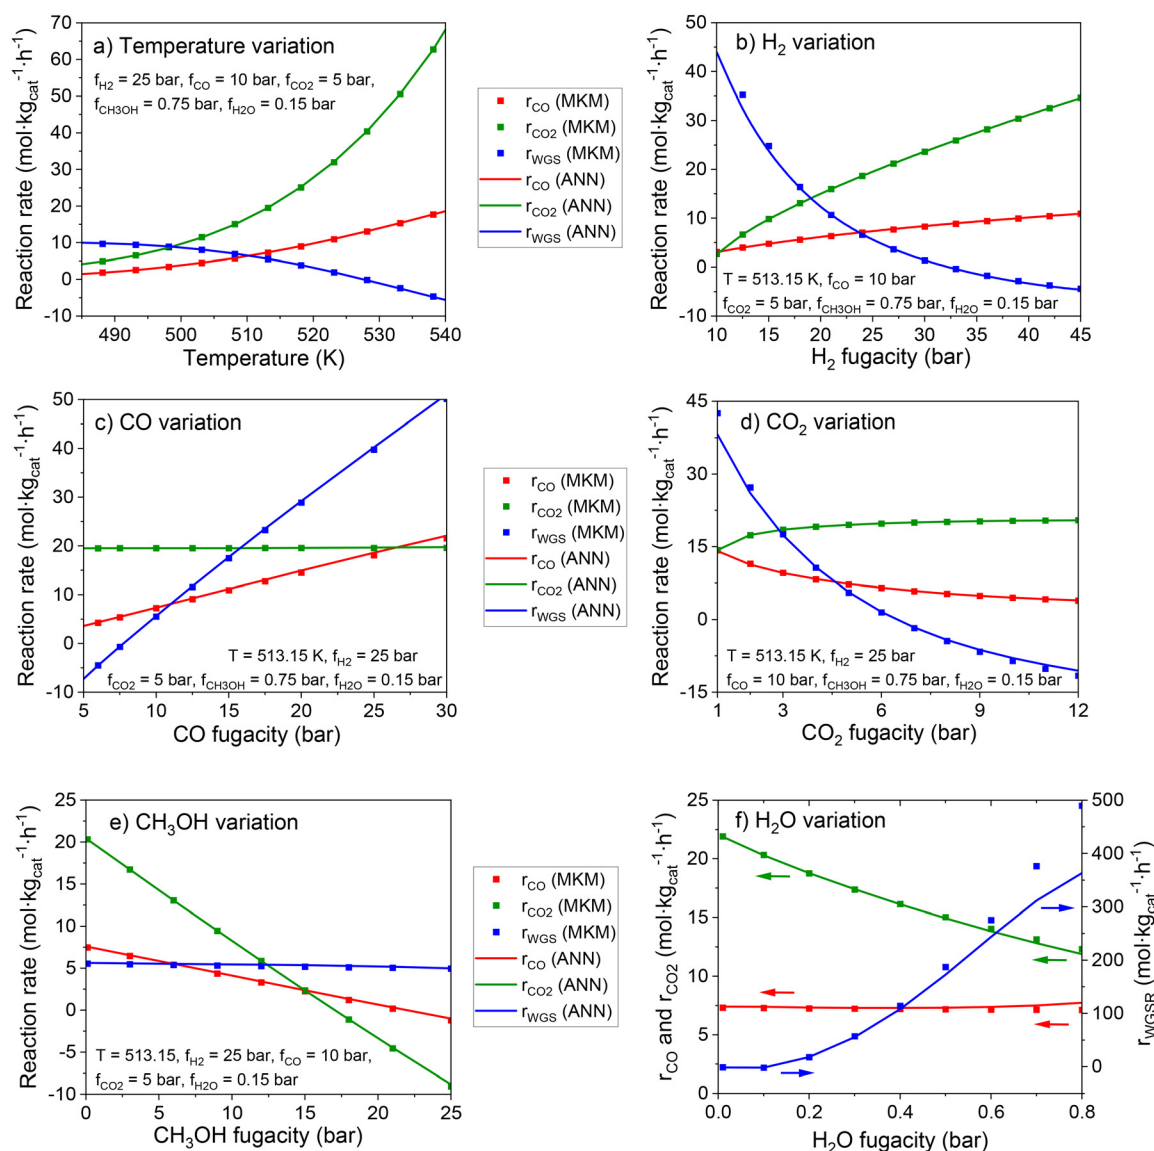 a) Temperature variation
f_H2 = 25 bar, f_CO = 10 bar, f_CO2 = 5 bar,
f_CH3OH = 0.75 bar, f_H2O = 0.15 bar
Reaction rate (mol·kg_cat^-1·h^-1)
70
60
50
40
30
20
10
0
-10
490 500 510 520 530 540
Temperature (K)
r_CO (MKM)
r_CO2 (MKM)
r_WGS (MKM)
r_CO (ANN)
r_CO2 (ANN)
r_WGS (ANN)
b) H2 variation
Reaction rate (mol·kg_cat^-1·h^-1)
50
40
30
20
10
0
-10
T = 513.15 K, f_CO = 10 bar
f_CO2 = 5 bar, f_CH3OH = 0.75 bar, f_H2O = 0.15 bar
10 15 20 25 30 35 40 45
H2 fugacity (bar)
c) CO variation
Reaction rate (mol·kg_cat^-1·h^-1)
50
40
30
20
10
0
-10
T = 513.15 K, f_H2 = 25 bar
f_CO2 = 5 bar, f_CH3OH = 0.75 bar, f_H2O = 0.15 bar
5 10 15 20 25 30
CO fugacity (bar)
r_CO (MKM)
r_CO2 (MKM)
r_WGS (MKM)
r_CO (ANN)
r_CO2 (ANN)
r_WGS (ANN)
d) CO2 variation
Reaction rate (mol·kg_cat^-1·h^-1)
45
30
15
0
-15
T = 513.15 K, f_H2 = 25 bar
f_CO = 10 bar, f_CH3OH = 0.75 bar, f_H2O = 0.15 bar
1 3 6 9 12
CO2 fugacity (bar)
e) CH3OH variation
Reaction rate (mol·kg_cat^-1·h^-1)
25
20
15
10
5
0
-5
-10
T = 513.15, f_H2 = 25 bar, f_CO = 10 bar,
f_CO2 = 5 bar, f_H2O = 0.15 bar
0 5 10 15 20 25
CH3OH fugacity (bar)
r_CO (MKM)
r_CO2 (MKM)
r_WGS (MKM)
r_CO (ANN)
r_CO2 (ANN)
r_WGS (ANN)
f) H2O variation
r_CO and r_CO2 (mol·kg_cat^-1·h^-1)
25
20
15
10
5
0
500
400
300
200
100
0
r_WGSR (mol·kg_cat^-1·h^-1)
0.0 0.2 0.4 0.6 0.8
H2O fugacity (bar)